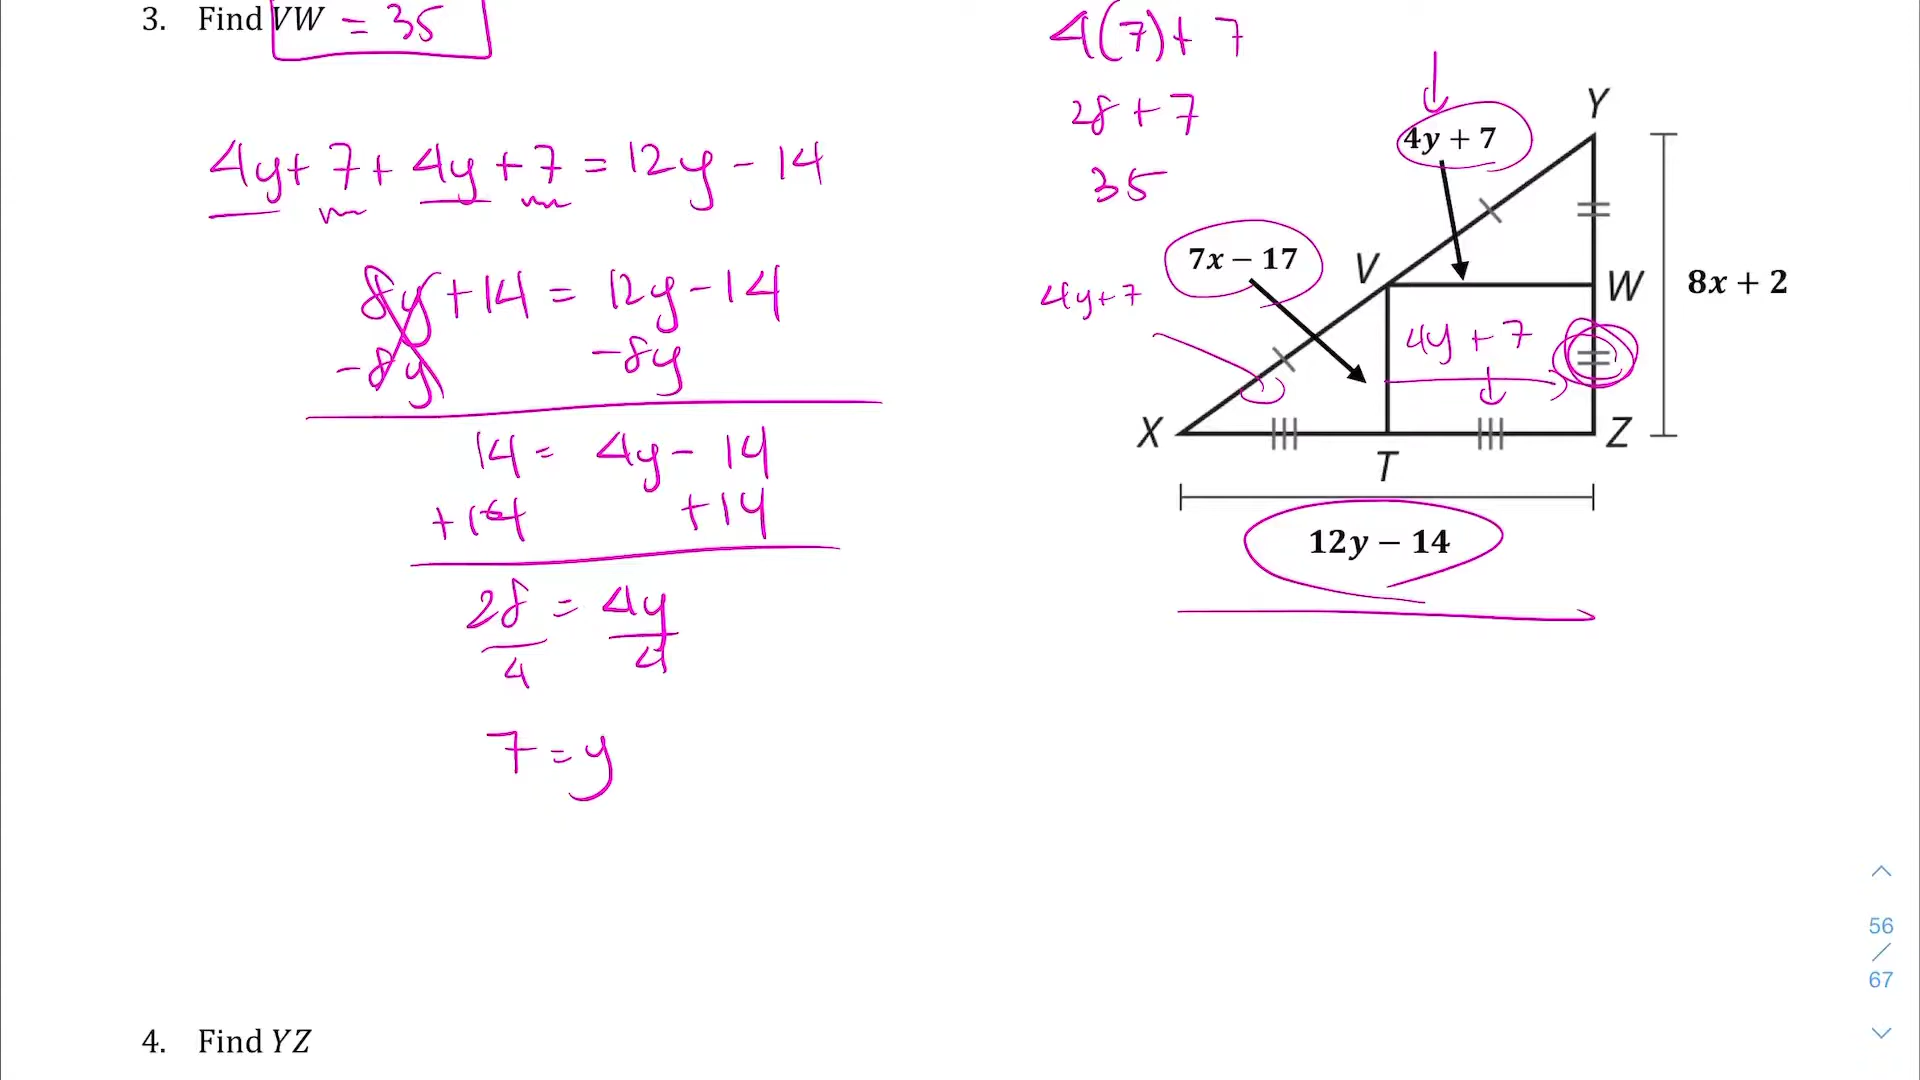 3. Find VW = 35
4y + 7 + 4y + 7 = 12y - 14
8y + 14 = 12y - 14
-8y -8y
14 = 4y - 14
+14 +14
28 = 4y
4 4
7 = y
4(7) + 7
28 + 7
35
Y
4y + 7
7x − 17
V
W
8x + 2
4y + 7
4y + 7
X
T
Z
12y − 14
56
/
67
4. Find YZ